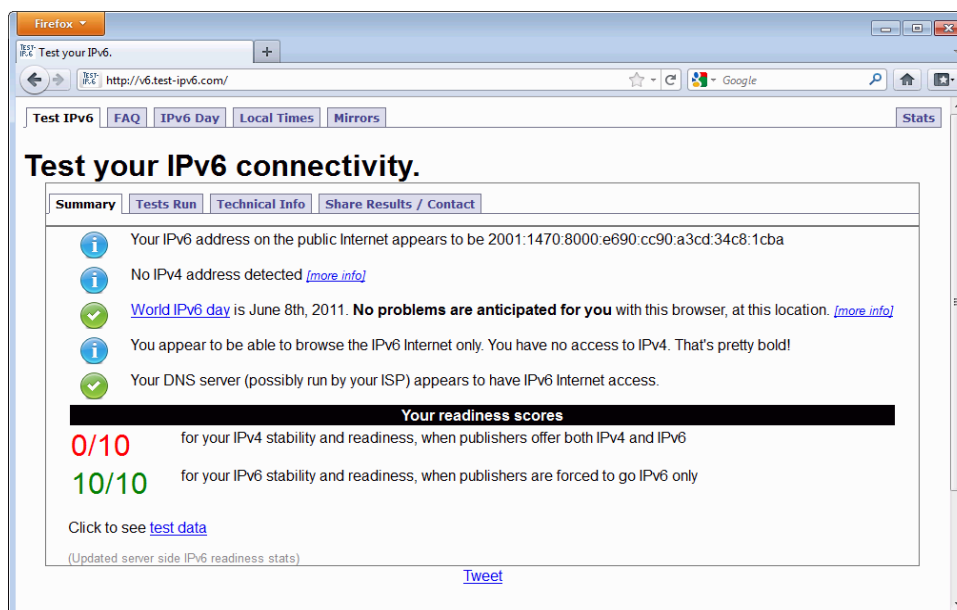 Firefox
Test your IPv6.
http://v6.test-ipv6.com/
Google
Test IPv6 FAQ IPv6 Day Local Times Mirrors Stats
Test your IPv6 connectivity.
Summary Tests Run Technical Info Share Results / Contact
Your IPv6 address on the public Internet appears to be 2001:1470:8000:e690:cc90:a3cd:34c8:1cba
No IPv4 address detected [more info]
World IPv6 day is June 8th, 2011. No problems are anticipated for you with this browser, at this location. [more info]
You appear to be able to browse the IPv6 Internet only. You have no access to IPv4. That's pretty bold!
Your DNS server (possibly run by your ISP) appears to have IPv6 Internet access.
Your readiness scores
0/10 for your IPv4 stability and readiness, when publishers offer both IPv4 and IPv6
10/10 for your IPv6 stability and readiness, when publishers are forced to go IPv6 only
Click to see test data
(Updated server side IPv6 readiness stats)
Tweet